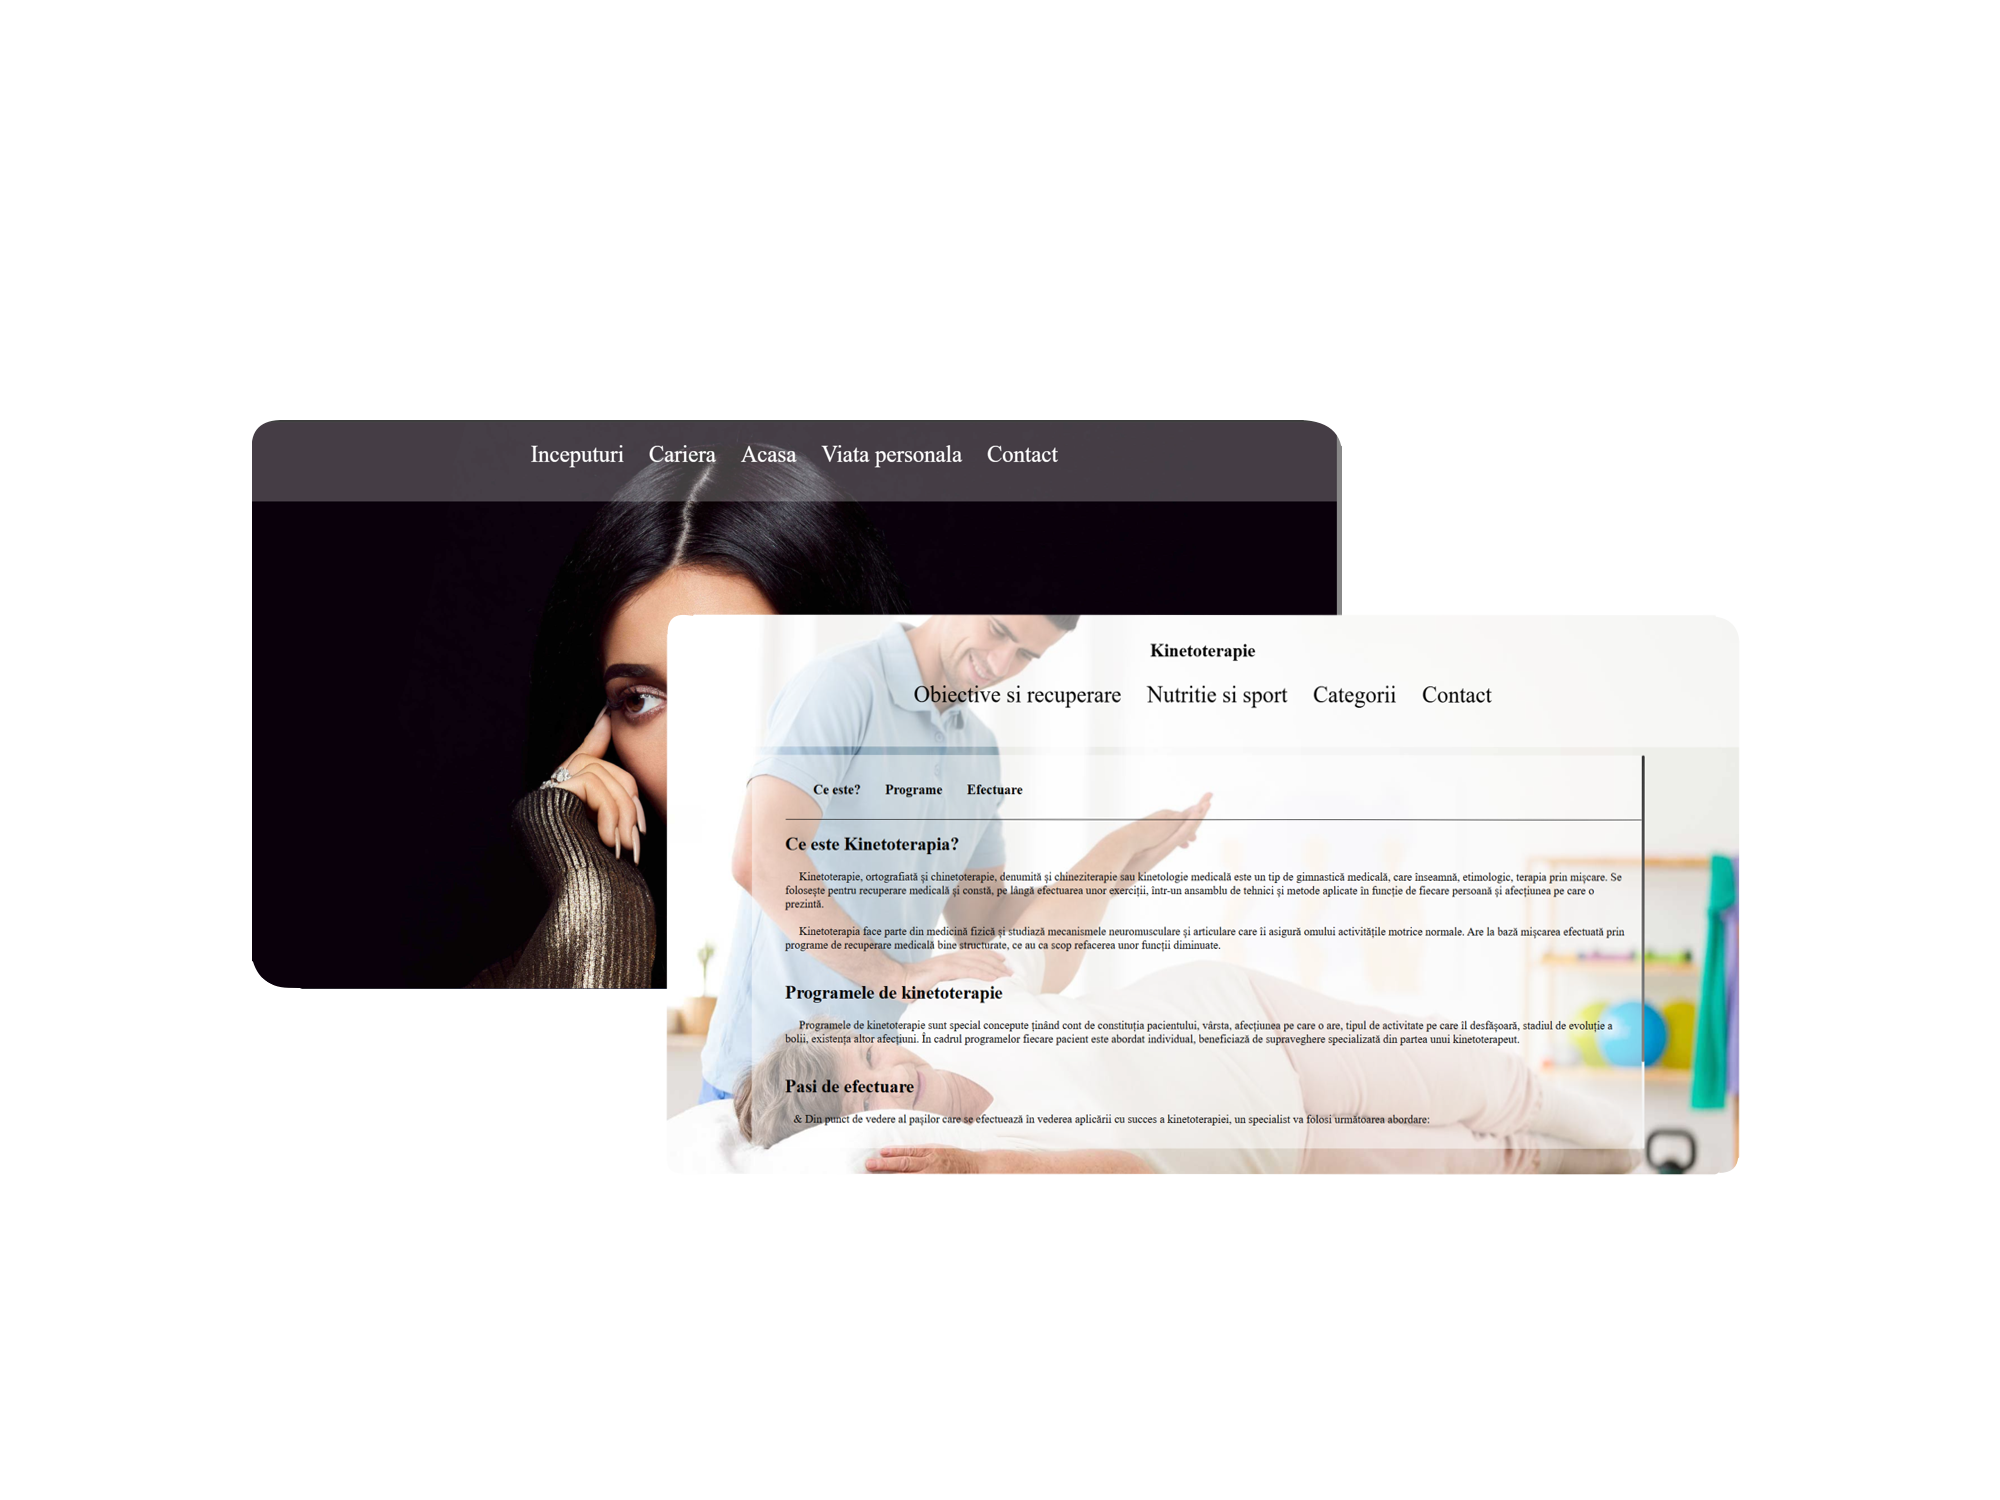 Inceputuri Cariera Acasa Viata personala Contact
Kinetoterapie
Obiective si recuperare Nutritie si sport Categorii Contact
Ce este? Programe Efectuare
Ce este Kinetoterapia?
Kinetoterapie, ortografiată și chinetoterapie, denumită și chineziterapie sau kinetologie medicală este un tip de gimnastică medicală, care înseamnă, etimologic, terapia prin mișcare. Se
folosește pentru recuperare medicală și constă, pe lângă efectuarea unor exerciții, într-un ansamblu de tehnici și metode aplicate în funcție de fiecare persoană și afecțiunea pe care o
prezintă.
Kinetoterapia face parte din medicină fizică și studiază mecanismele neuromusculare și articulare care îi asigură omului activitățile motrice normale. Are la bază mișcarea efectuată prin
programe de recuperare medicală bine structurate, ce au ca scop refacerea unor funcții diminuate.
Programele de kinetoterapie
Programele de kinetoterapie sunt special concepute ținând cont de constituția pacientului, vârsta, afecțiunea pe care o are, tipul de activitate pe care îl desfășoară, stadiul de evoluție a
bolii, existența altor afecțiuni. În cadrul programelor fiecare pacient este abordat individual, beneficiază de supraveghere specializată din partea unui kinetoterapeut.
Pasi de efectuare
& Din punct de vedere al pașilor care se efectuează în vederea aplicării cu succes a kinetoterapiei, un specialist va folosi următoarea abordare: